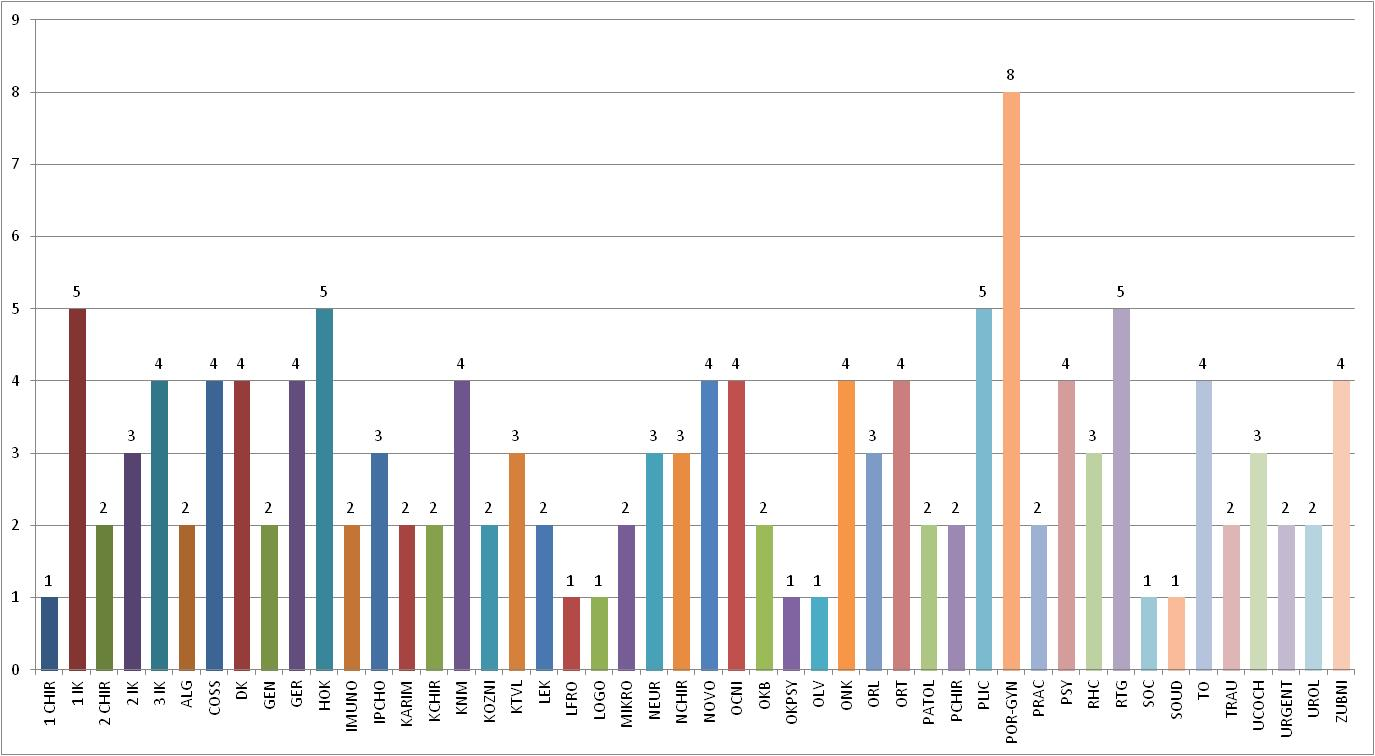 9
8
7
6
5
4
3
2
1
0
1
5
2
3
4
2
4
4
2
4
5
2
3
2
2
4
2
3
2
1
1
2
3
3
4
4
2
1
1
4
3
4
2
2
5
8
2
4
3
5
1
1
4
2
3
2
2
4
1 CHIR
1 IK
2 CHIR
2 IK
3 IK
ALG
COSS
DK
GEN
GER
HOK
IMUNO
IPCHO
KARIM
KCHIR
KNM
KOZNI
KTVL
LEK
LFRO
LOGO
MIKRO
NEUR
NCHIR
NOVO
OCNI
OKB
OKPSY
OLV
ONK
ORL
ORT
PATOL
PCHIR
PLIC
POR-GYN
PRAC
PSY
RHC
RTG
SOC
SOUD
TO
TRAU
UCOCH
URGENT
UROL
ZUBNI